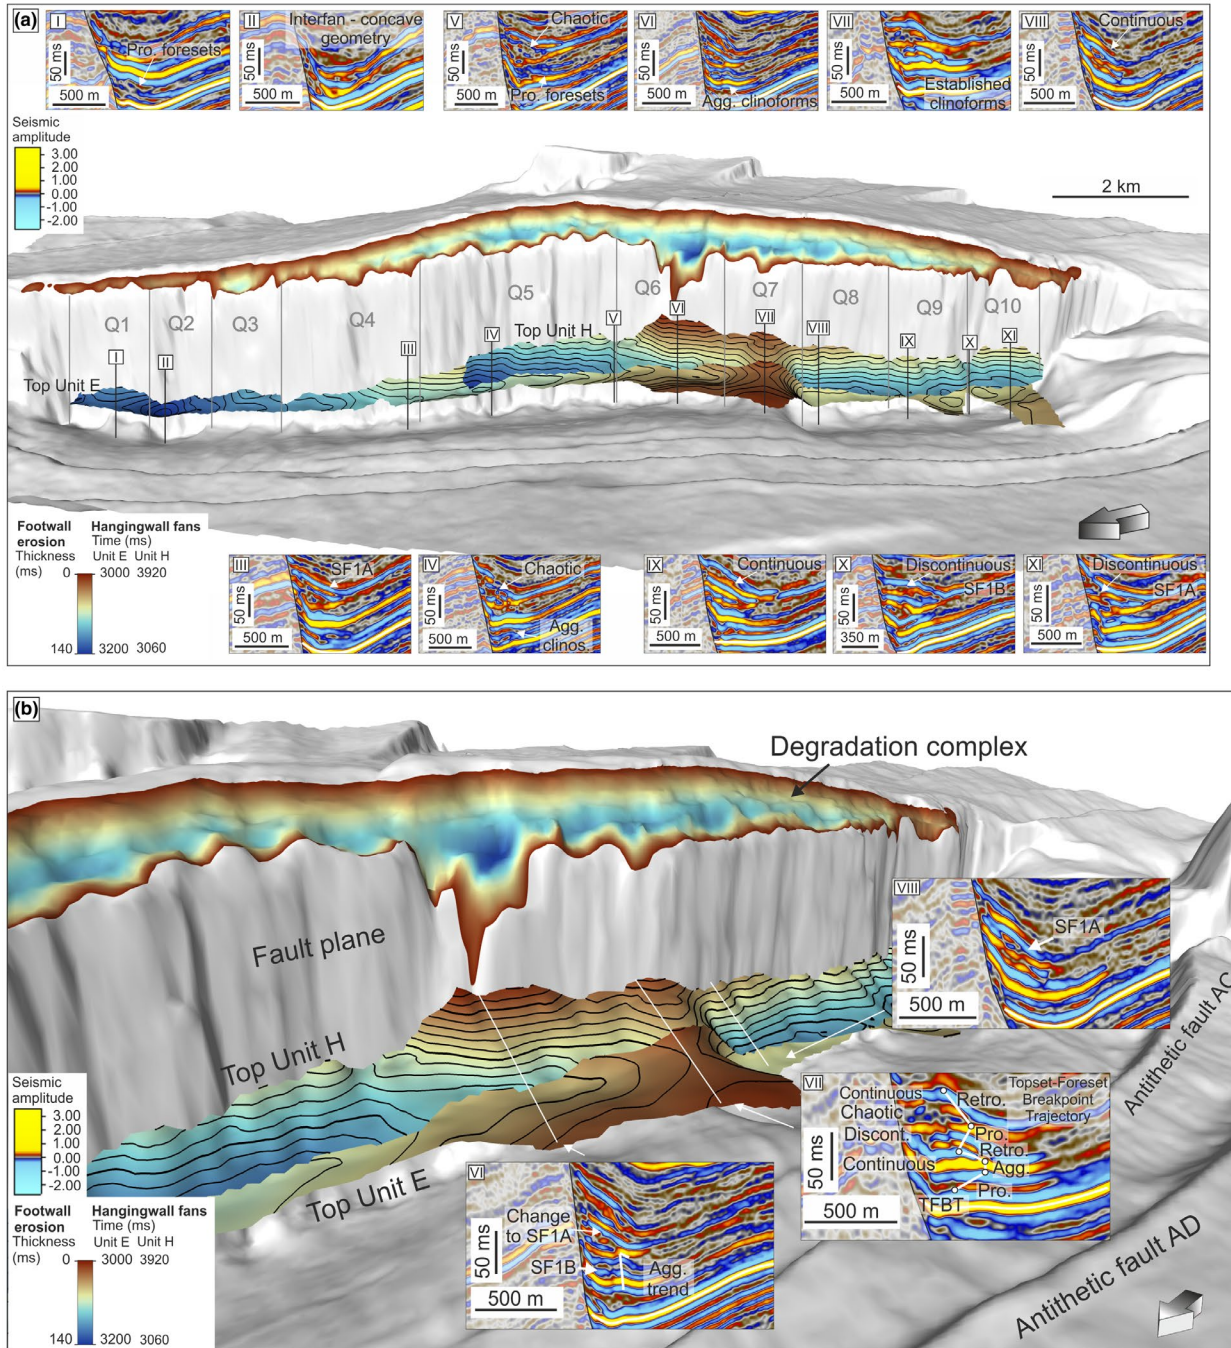 (a)
I
Pro. foresets
50 ms
500 m
II
Interfan - concave
geometry
50 ms
500 m
V
Chaotic
Pro. foresets
50 ms
500 m
VI
Agg. clinoforms
50 ms
500 m
VII
Established
clinoforms
50 ms
500 m
VIII
Continuous
50 ms
500 m
Seismic
amplitude
3.00
2.00
1.00
0.00
-1.00
-2.00
2 km
Q1
Q2
Q3
Q4
Q5
Q6
Q7
Q8
Q9
Q10
Top Unit H
Top Unit E
I
II
III
IV
V
VI
VII
VIII
IX
X
XI
Footwall Hangingwall fans
erosion Time (ms)
Thickness Unit E Unit H
(ms)
0 3000 3920
140 3200 3060
III
SF1A
50 ms
500 m
IV
Chaotic
Agg.
clinos.
50 ms
500 m
IX
Continuous
50 ms
500 m
X
Discontinuous
SF1B
50 ms
350 m
XI
Discontinuous
SF1A
50 ms
500 m
(b)
Degradation complex
Fault plane
Top Unit H
Top Unit E
VIII
SF1A
50 ms
500 m
Antithetic fault AC
VII
Continuous
Chaotic
Discont.
Continuous
Retro.
Topset-Foreset
Breakpoint
Trajectory
Pro.
Retro.
Agg.
Pro.
TFBT
50 ms
500 m
Antithetic fault AD
VI
Change
to SF1A
SF1B
Agg.
trend
50 ms
500 m
Seismic
amplitude
3.00
2.00
1.00
0.00
-1.00
-2.00
Footwall Hangingwall fans
erosion Time (ms)
Thickness Unit E Unit H
(ms)
0 3000 3920
140 3200 3060